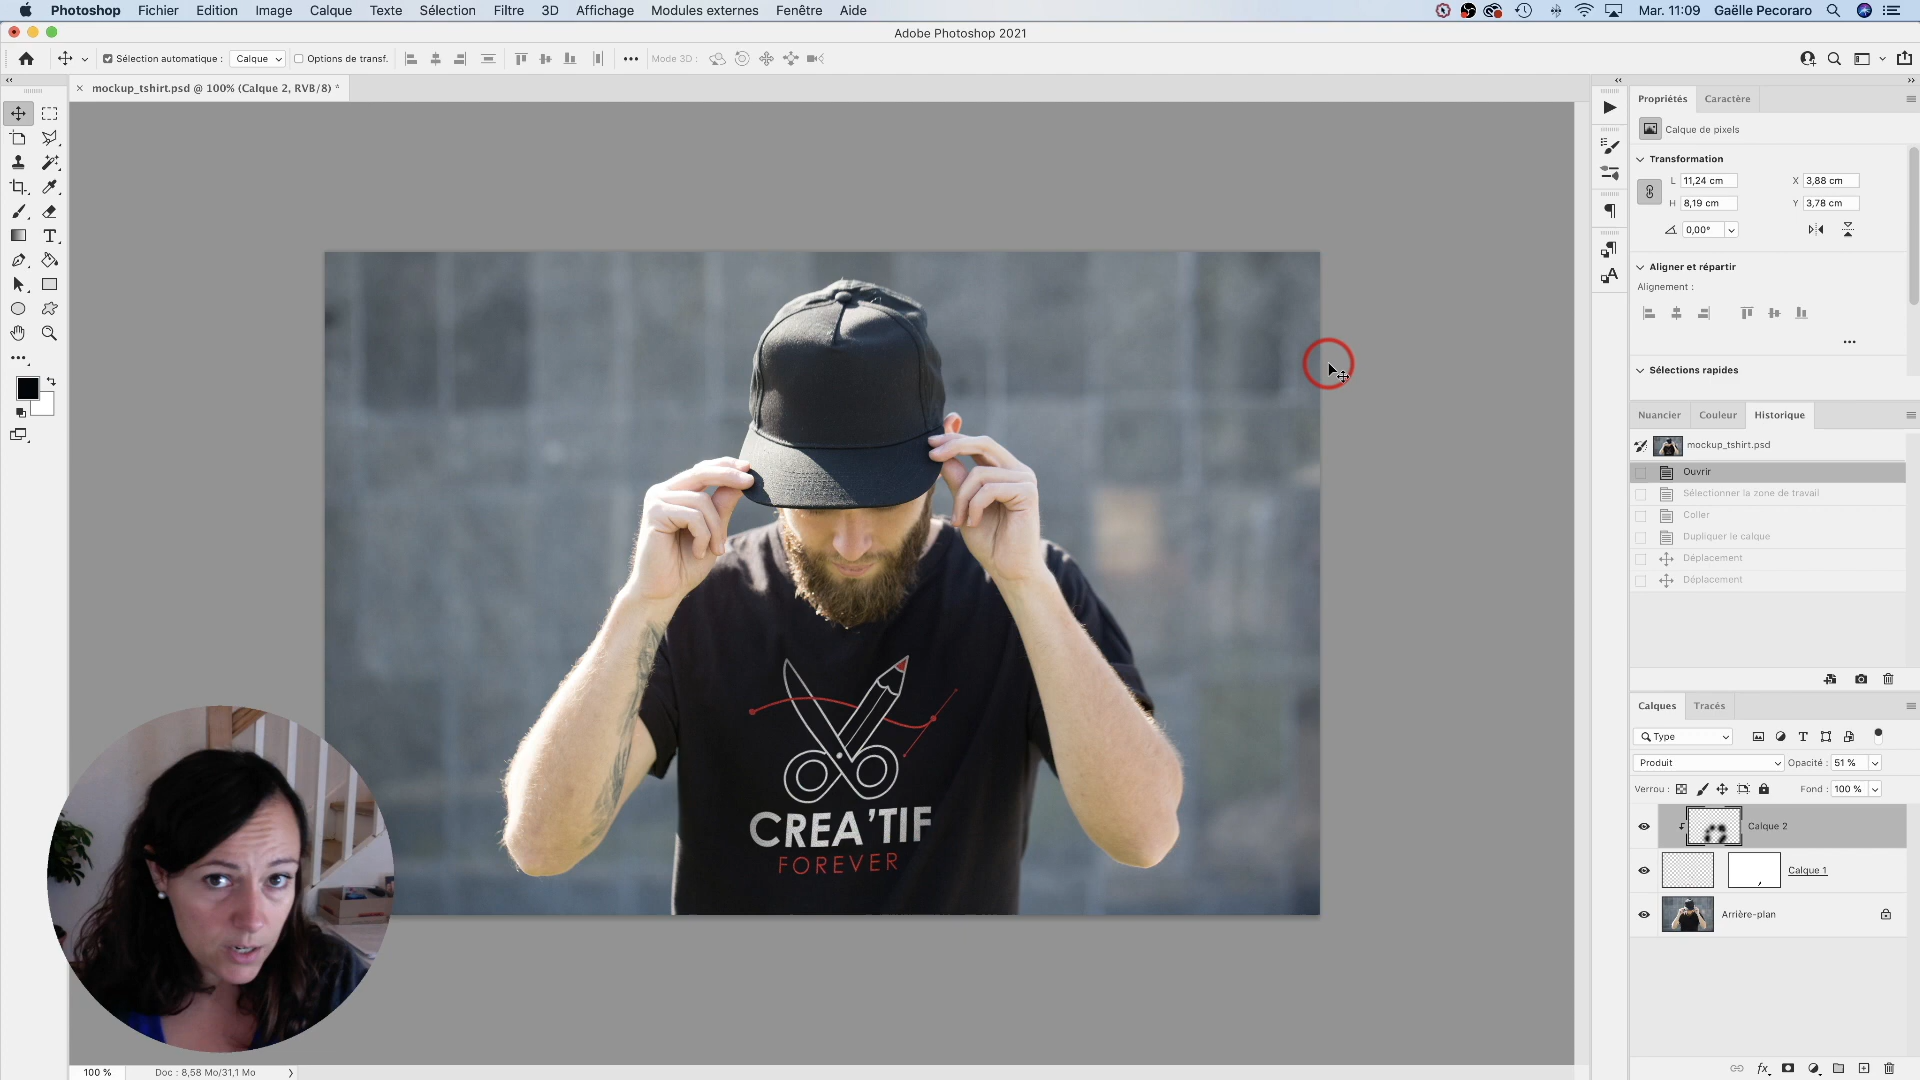 Photoshop Fichier Edition Image Calque Texte Sélection Filtre 3D Affichage Modules externes Fenêtre Aide Mar. 11:09 Gaëlle Pecoraro
Adobe Photoshop 2021
Sélection automatique : Calque Options de transf. Mode 3D :
mockup_tshirt.psd @ 100% (Calque 2, RVB/8) *
Propriétés Caractère
Calque de pixels
Transformation
L 11,24 cm X 3,88 cm
H 8,19 cm Y 3,78 cm
0,00°
Aligner et répartir
Alignement :
Sélections rapides
Nuancier Couleur Historique
mockup_tshirt.psd
Ouvrir
Sélectionner la zone de travail
Coller
Dupliquer le calque
Déplacement
Déplacement
Calques Tracés
Type
Produit Opacité : 51 %
Verrou : Fond : 100 %
Calque 2
Calque 1
Arrière-plan
CREA'TIF
FOREVER
100 % Doc : 8,58 Mo/31,1 Mo